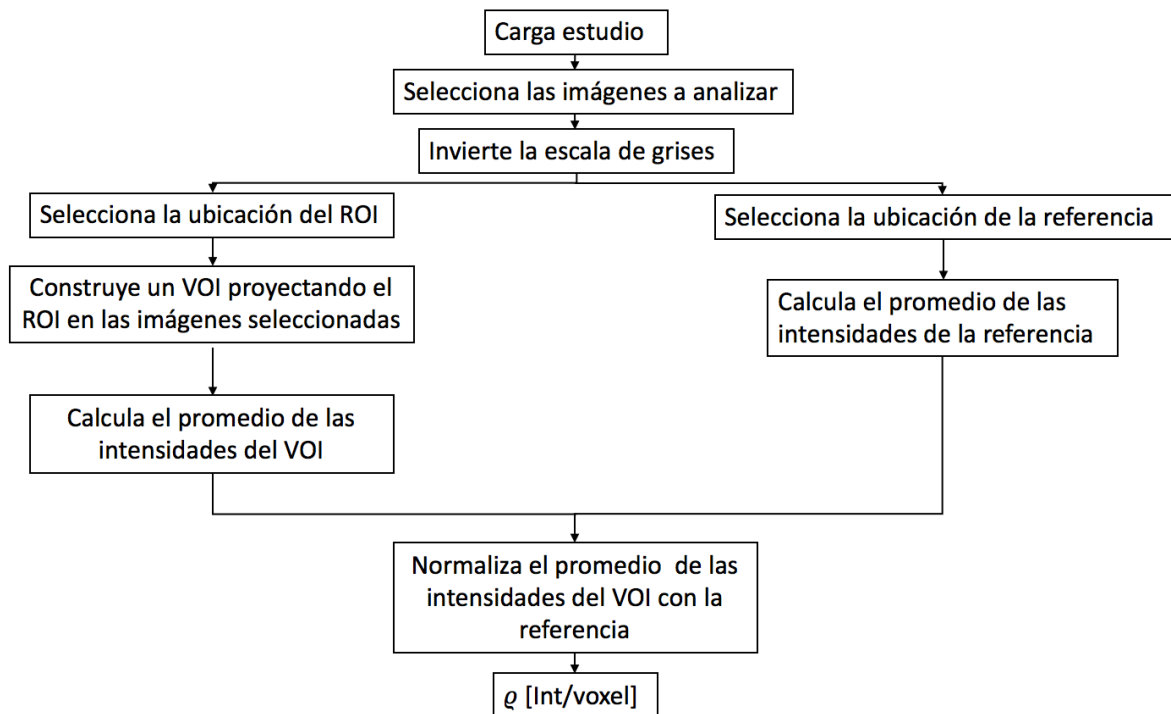 Carga estudio
Selecciona las imágenes a analizar
Invierte la escala de grises
Selecciona la ubicación del ROI
Construye un VOI proyectando el
ROI en las imágenes seleccionadas
Calcula el promedio de las
intensidades del VOI
Selecciona la ubicación de la referencia
Calcula el promedio de las
intensidades de la referencia
Normaliza el promedio de las
intensidades del VOI con la
referencia
ϱ [Int/voxel]